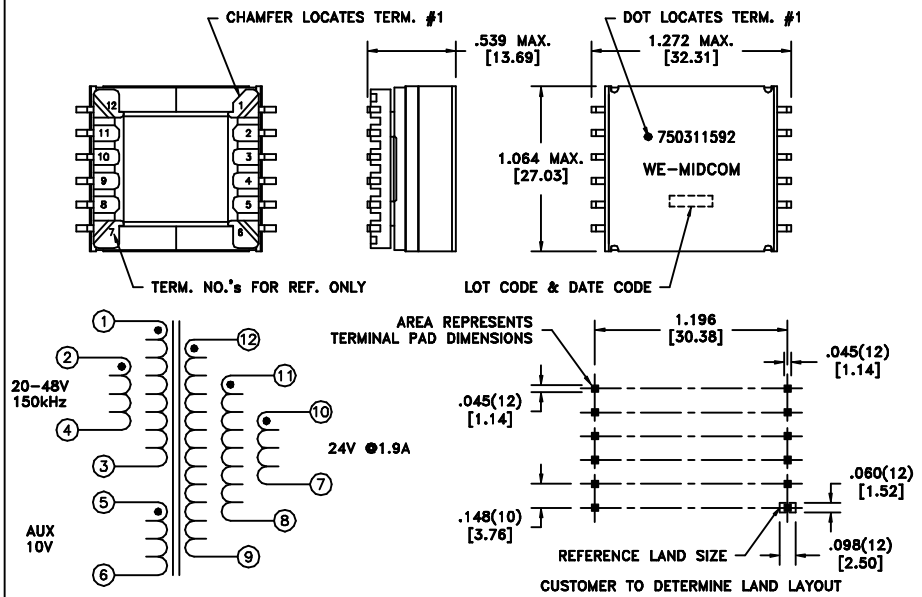 CHAMFER LOCATES TERM. #1
DOT LOCATES TERM. #1
.539 MAX.
[13.69]
1.272 MAX.
[32.31]
12
1
11
2
10
3
9
4
8
5
7
6
1.064 MAX.
[27.03]
750311592
WE-MIDCOM
TERM. NO.'s FOR REF. ONLY
LOT CODE & DATE CODE
1
2
20-48V
150kHz
4
3
5
AUX
10V
6
12
11
10
24V @1.9A
7
8
9
AREA REPRESENTS
TERMINAL PAD DIMENSIONS
1.196
[30.38]
.045(12)
[1.14]
.045(12)
[1.14]
.060(12)
[1.52]
.148(10)
[3.76]
REFERENCE LAND SIZE
.098(12)
[2.50]
CUSTOMER TO DETERMINE LAND LAYOUT